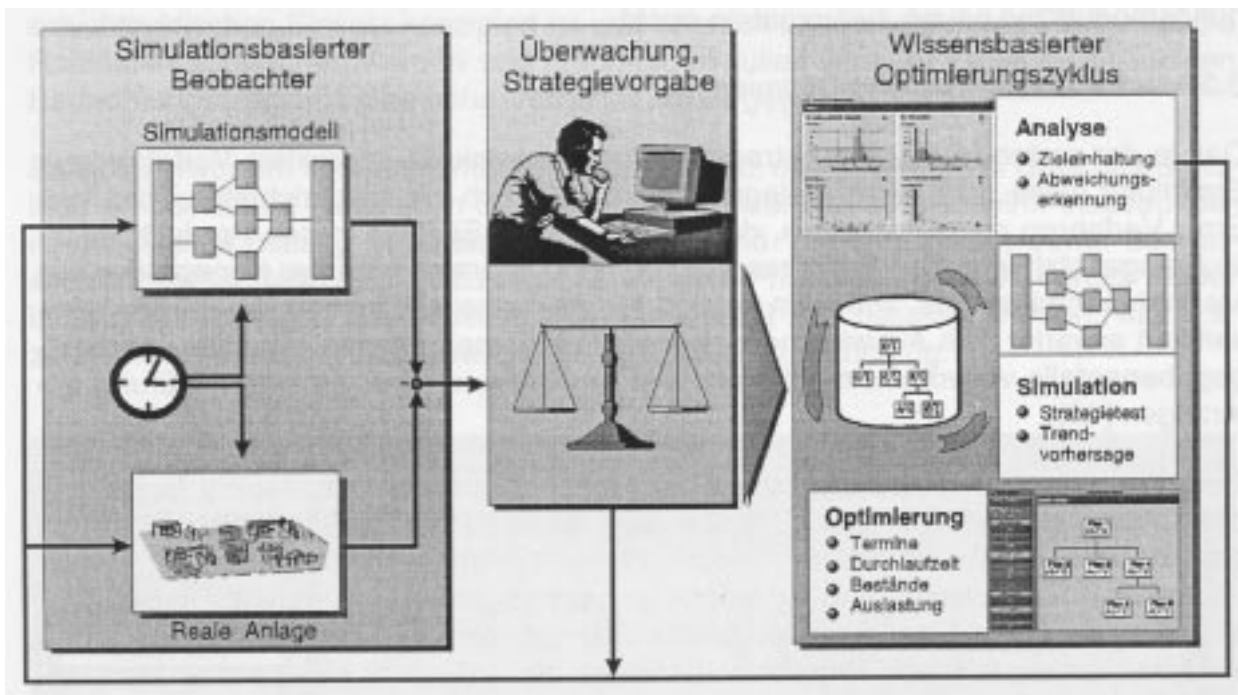 Simulationsbasierter
Beobachter
Simulationsmodell
Reale Anlage
Überwachung,
Strategievorgabe
Wissensbasierter
Optimierungszyklus
Analyse
Zieleinhaltung
Abweichungs-
erkennung
Simulation
Strategietest
Trend-
vorhersage
Optimierung
Termine
Durchlaufzeit
Bestände
Auslastung